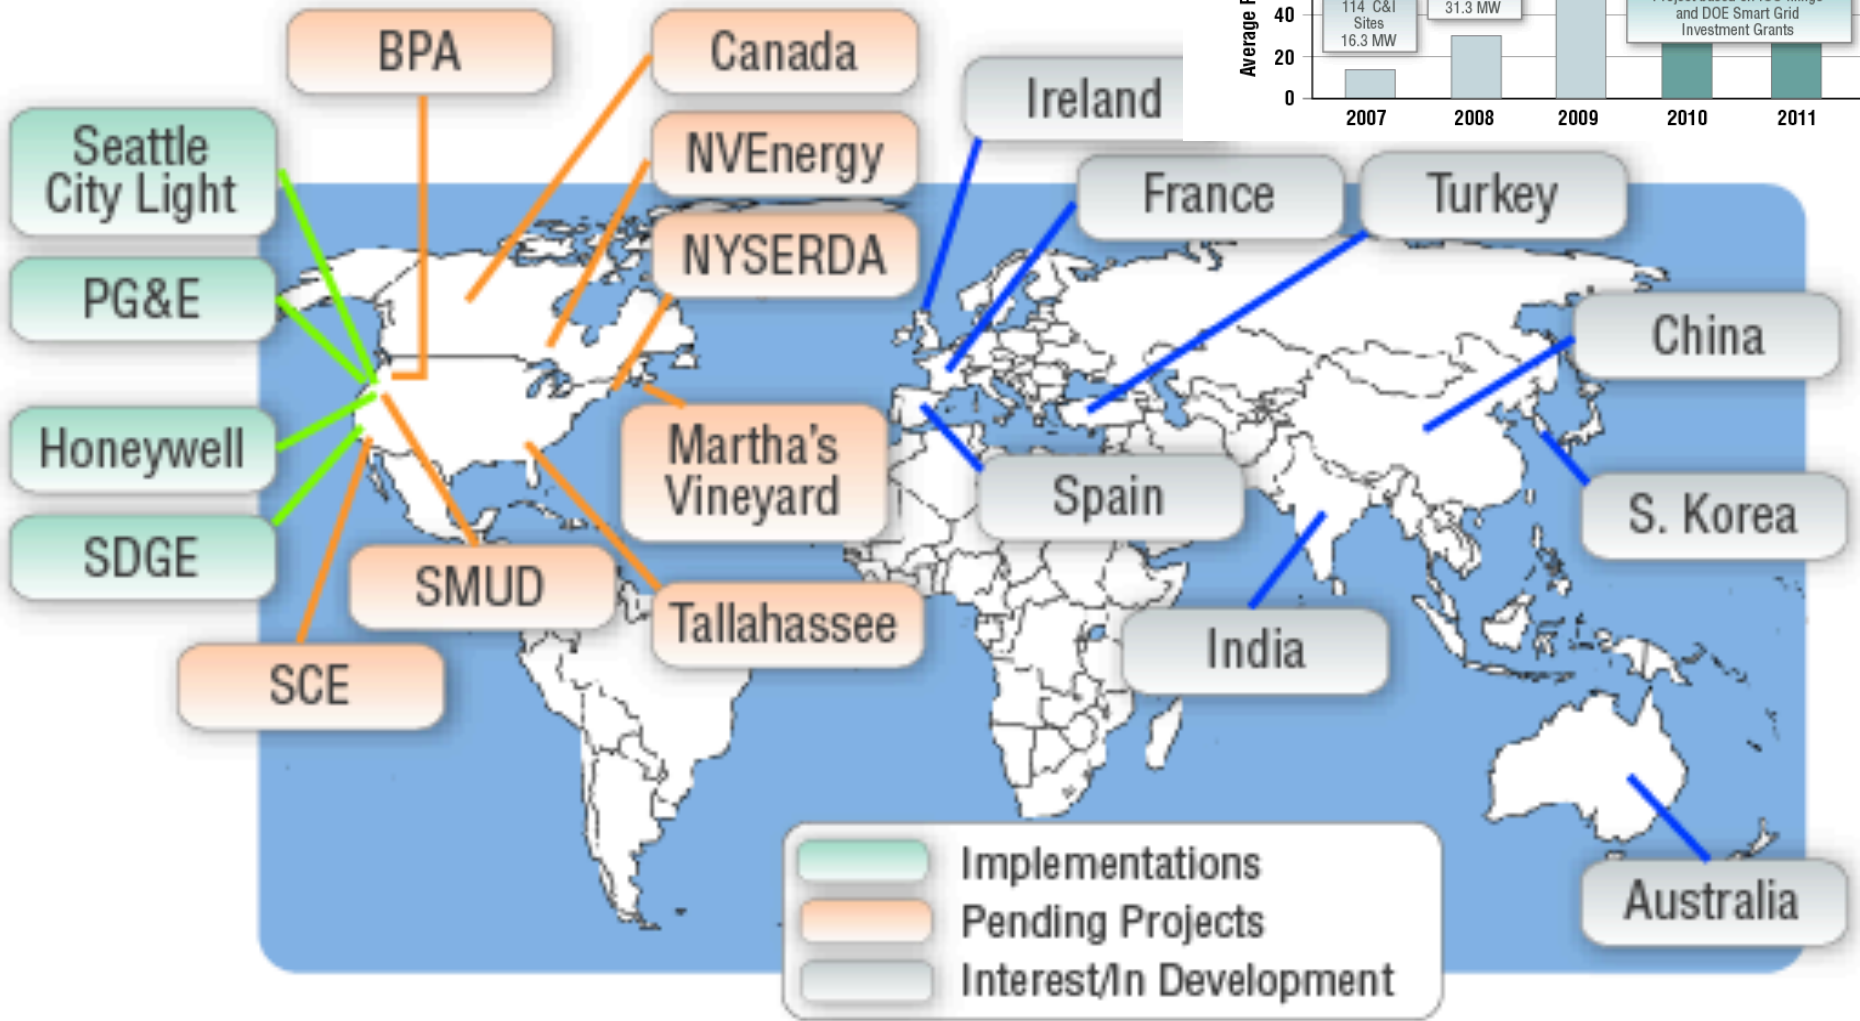 BPA
Canada
Seattle
City Light
NVEnergy
NYSERDA
PG&E
Honeywell
SDGE
Martha's
Vineyard
SMUD
Tallahassee
SCE
Ireland
France
Turkey
China
Spain
S. Korea
India
Australia
Implementations
Pending Projects
Interest/In Development
Average
40
20
0
114 C&I
Sites
16.3 MW
31.3 MW
and DOE Smart Grid
Investment Grants
2007
2008
2009
2010
2011